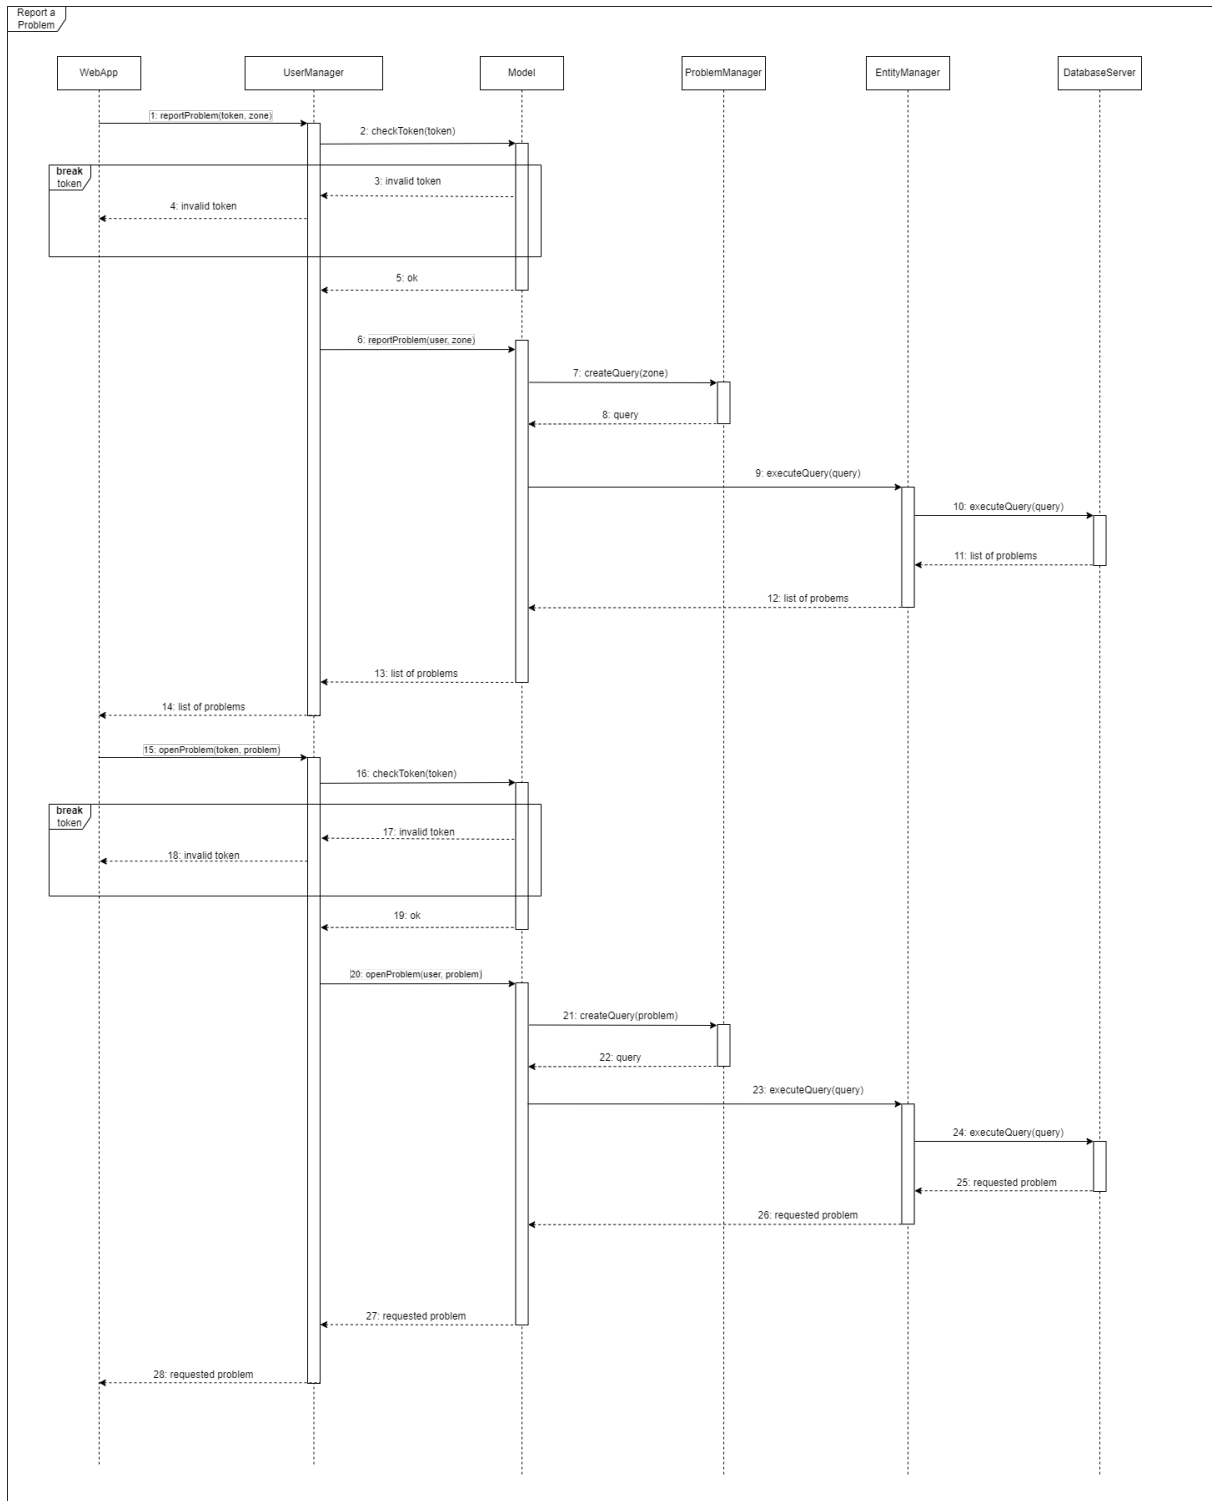 Report a
Problem
WebApp
UserManager
Model
ProblemManager
EntityManager
DatabaseServer
1: reportProblem(token, zone)
2: checkToken(token)
break
token
3: invalid token
4: invalid token
5: ok
6: reportProblem(user, zone)
7: createQuery(zone)
8: query
9: executeQuery(query)
10: executeQuery(query)
11: list of problems
12: list of probems
13: list of problems
14: list of problems
15: openProblem(token, problem)
16: checkToken(token)
break
token
17: invalid token
18: invalid token
19: ok
20: openProblem(user, problem)
21: createQuery(problem)
22: query
23: executeQuery(query)
24: executeQuery(query)
25: requested problem
26: requested problem
27: requested problem
28: requested problem